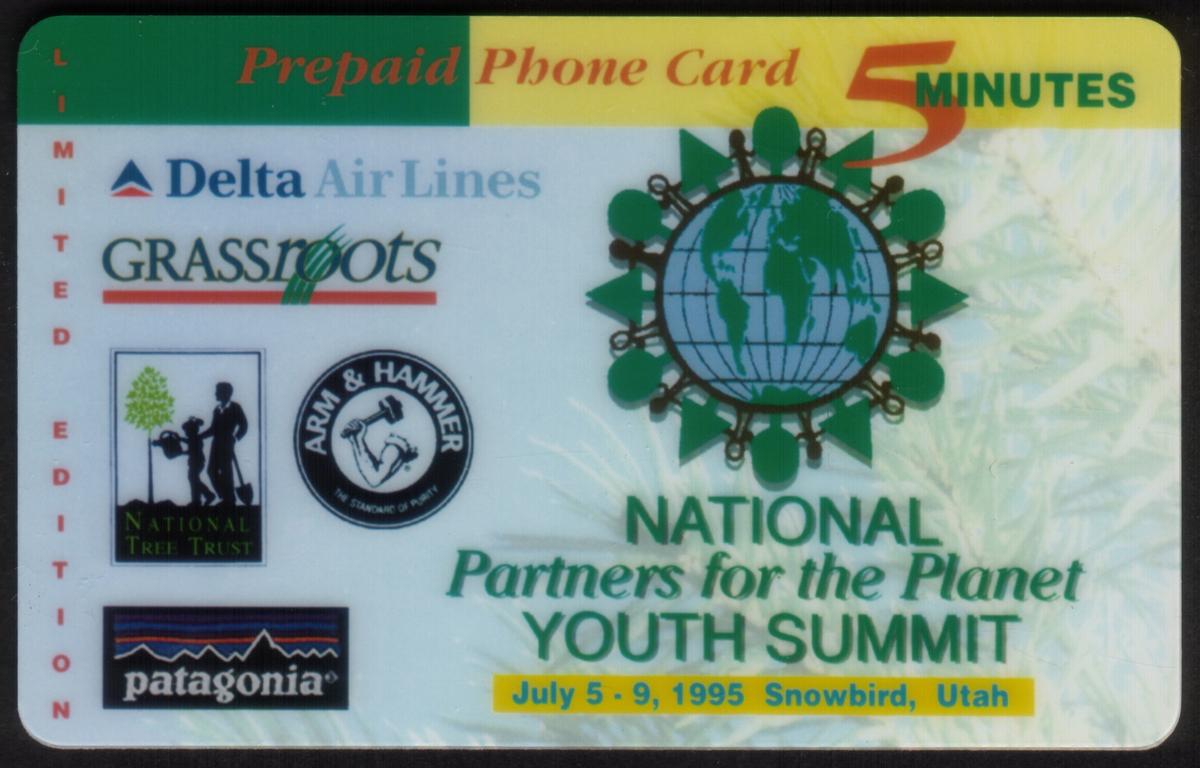 Prepaid Phone Card 5 MINUTES
LIMITED EDITION
Delta Air Lines
GRASSroots
ARM & HAMMER
THE STANDARD OF PURITY
NATIONAL
TREE TRUST
patagonia®
NATIONAL
Partners for the Planet
YOUTH SUMMIT
July 5 - 9, 1995 Snowbird, Utah